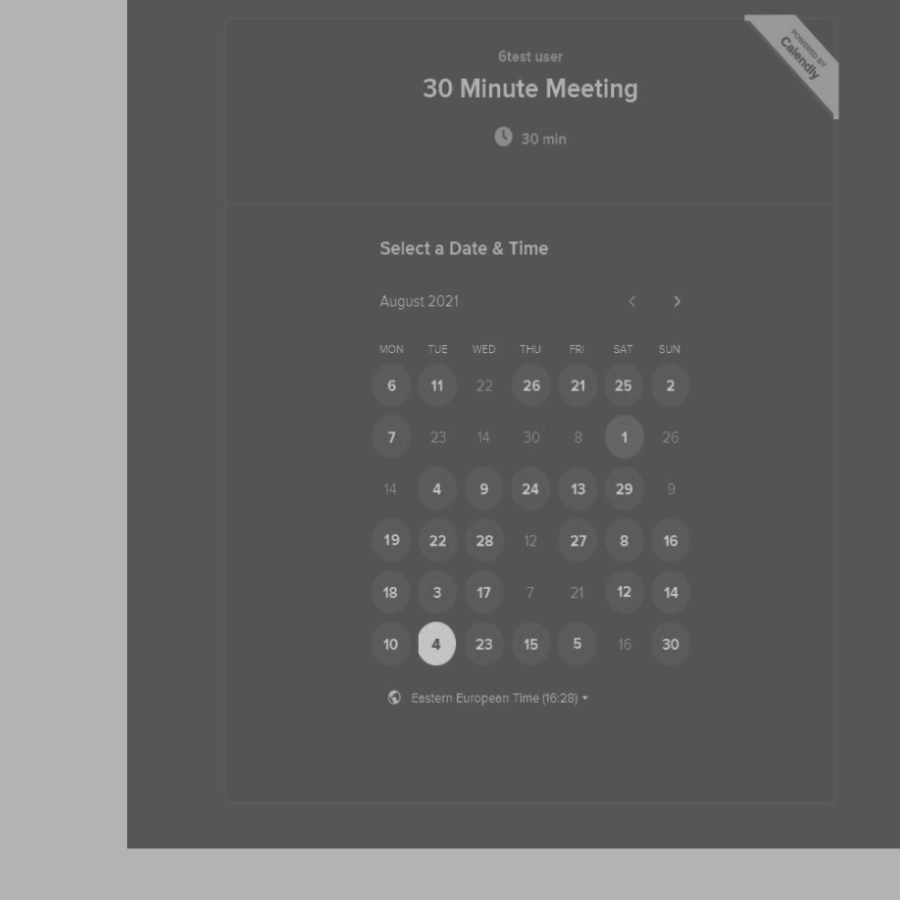 POWERED BY
Calendly
6test user
30 Minute Meeting
30 min
Select a Date & Time
August 2021
MON TUE WED THU FRI SAT SUN
6 11 22 26 21 25 2
7 23 14 30 8 1 26
14 4 9 24 13 29 9
19 22 28 12 27 8 16
18 3 17 7 21 12 14
10 4 23 15 5 16 30
Eastern European Time (16:28)